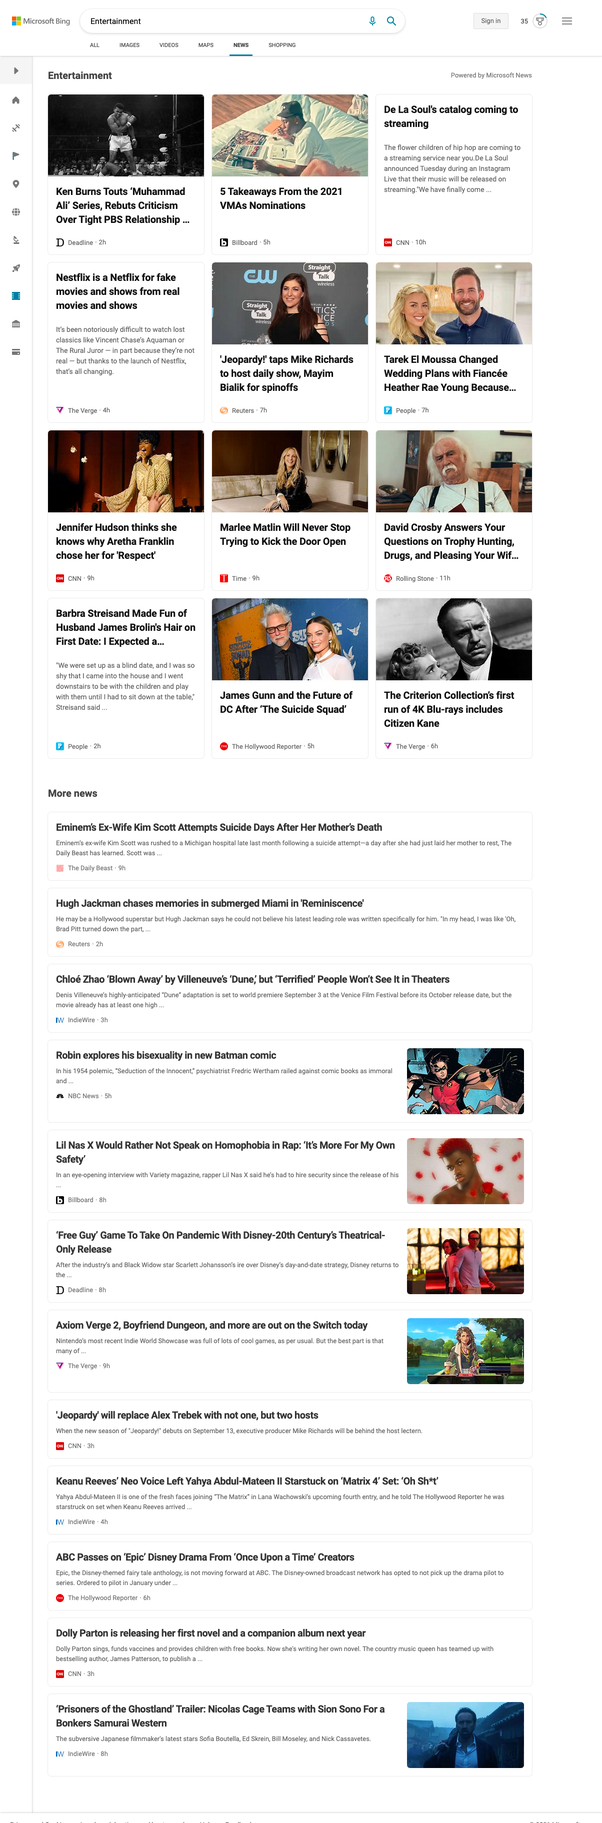 Microsoft Bing
Entertainment
Sign in
35
ALL
IMAGES
VIDEOS
MAPS
NEWS
SHOPPING
Entertainment
Powered by Microsoft News
Ken Burns Touts ‘Muhammad
Ali’ Series, Rebuts Criticism
Over Tight PBS Relationship ...
Deadline · 2h
5 Takeaways From the 2021
VMAs Nominations
Billboard · 5h
De La Soul's catalog coming to
streaming
The flower children of hip hop are coming to
a streaming service near you.De La Soul
announced Tuesday during an Instagram
Live that their music will be released on
streaming."We have finally come ...
CNN · 10h
Nestflix is a Netflix for fake
movies and shows from real
movies and shows
It's been notoriously difficult to watch lost
classics like Vincent Chase's Aquaman or
The Rural Juror — in part because they're not
real — but thanks to the launch of Nestflix,
that's all changing.
The Verge · 4h
CW
Straight
Talk
wireless
Straight
Talk
wireless
'Jeopardy!' taps Mike Richards
to host daily show, Mayim
Bialik for spinoffs
Reuters · 7h
Tarek El Moussa Changed
Wedding Plans with Fiancée
Heather Rae Young Because...
People · 7h
Jennifer Hudson thinks she
knows why Aretha Franklin
chose her for 'Respect'
CNN · 9h
Marlee Matlin Will Never Stop
Trying to Kick the Door Open
Time · 9h
David Crosby Answers Your
Questions on Trophy Hunting,
Drugs, and Pleasing Your Wif...
Rolling Stone · 11h
Barbra Streisand Made Fun of
Husband James Brolin's Hair on
First Date: I Expected a...
"We were set up as a blind date, and I was so
shy that I came into the house and I went
downstairs to be with the children and play
with them until I had to sit down at the table,"
Streisand said ...
People · 2h
James Gunn and the Future of
DC After ‘The Suicide Squad’
The Hollywood Reporter · 5h
The Criterion Collection's first
run of 4K Blu-rays includes
Citizen Kane
The Verge · 6h
More news
Eminem's Ex-Wife Kim Scott Attempts Suicide Days After Her Mother's Death
Eminem's ex-wife Kim Scott was rushed to a Michigan hospital late last month following a suicide attempt—a day after she had just laid her mother to rest, The
Daily Beast has learned. Scott was ...
The Daily Beast · 9h
Hugh Jackman chases memories in submerged Miami in 'Reminiscence'
He may be a Hollywood superstar but Hugh Jackman says he could not believe his latest leading role was written specifically for him. "In my head, I was like 'Oh,
Brad Pitt turned down the part, ...
Reuters · 2h
Chloé Zhao ‘Blown Away’ by Villeneuve's ‘Dune,’ but ‘Terrified’ People Won't See It in Theaters
Denis Villeneuve's highly-anticipated "Dune" adaptation is set to world premiere September 3 at the Venice Film Festival before its October release date, but the
movie already has at least one high ...
IndieWire · 3h
Robin explores his bisexuality in new Batman comic
In his 1954 polemic, "Seduction of the Innocent," psychiatrist Fredric Wertham railed against comic books as immoral
and ...
NBC News · 5h
Lil Nas X Would Rather Not Speak on Homophobia in Rap: ‘It's More For My Own
Safety’
In an eye-opening interview with Variety magazine, rapper Lil Nas X said he's had to hire security since the release of his
...
Billboard · 8h
‘Free Guy’ Game To Take On Pandemic With Disney-20th Century's Theatrical-
Only Release
After the industry's and Black Widow star Scarlett Johansson's ire over Disney's day-and-date strategy, Disney returns to
the ...
Deadline · 8h
Axiom Verge 2, Boyfriend Dungeon, and more are out on the Switch today
Nintendo's most recent Indie World Showcase was full of lots of cool games, as per usual. But the best part is that
many of ...
The Verge · 9h
'Jeopardy' will replace Alex Trebek with not one, but two hosts
When the new season of "Jeopardy!" debuts on September 13, executive producer Mike Richards will be behind the host lectern.
CNN · 3h
Keanu Reeves’ Neo Voice Left Yahya Abdul-Mateen II Starstuck on ‘Matrix 4’ Set: ‘Oh Sh*t’
Yahya Abdul-Mateen II is one of the fresh faces joining "The Matrix" in Lana Wachowski's upcoming fourth entry, and he told The Hollywood Reporter he was
starstruck on set when Keanu Reeves arrived ...
IndieWire · 4h
ABC Passes on ‘Epic’ Disney Drama From ‘Once Upon a Time’ Creators
Epic, the Disney-themed fairy tale anthology, is not moving forward at ABC. The Disney-owned broadcast network has opted to not pick up the drama pilot to
series. Ordered to pilot in January under ...
The Hollywood Reporter · 6h
Dolly Parton is releasing her first novel and a companion album next year
Dolly Parton sings, funds vaccines and provides children with free books. Now she's writing her own novel. The country music queen has teamed up with
bestselling author, James Patterson, to publish a ...
CNN · 3h
‘Prisoners of the Ghostland’ Trailer: Nicolas Cage Teams with Sion Sono For a
Bonkers Samurai Western
The subversive Japanese filmmaker's latest stars Sofia Boutella, Ed Skrein, Bill Moseley, and Nick Cassavetes.
IndieWire · 8h